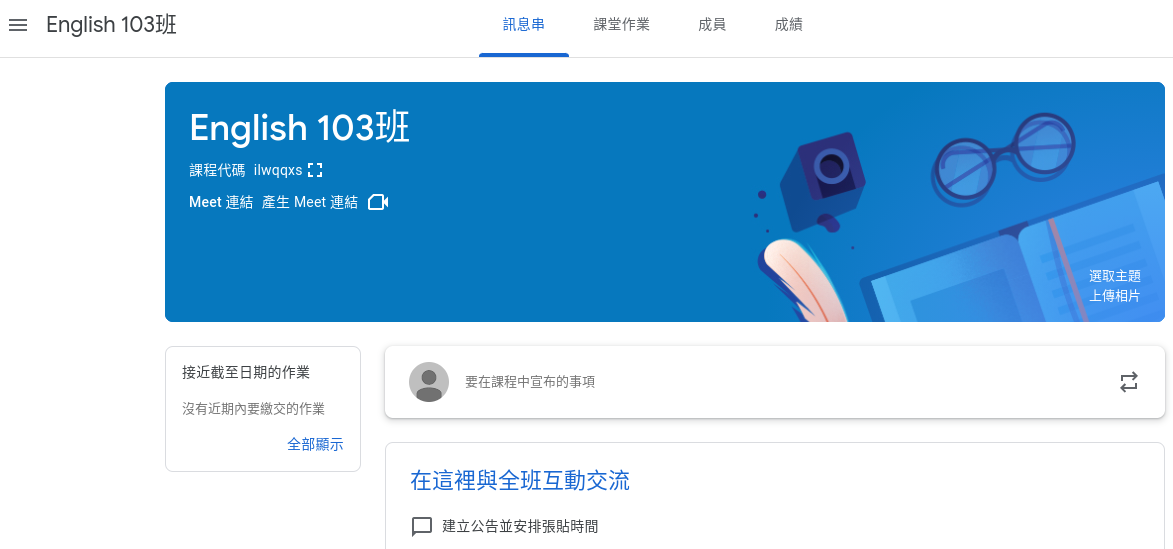 English 103班
訊息串
課堂作業
成員
成績
English 103班
課程代碼 ilwqqxs
Meet 連結 產生 Meet 連結
選取主題
上傳相片
接近截至日期的作業
沒有近期內要繳交的作業
全部顯示
要在課程中宣布的事項
在這裡與全班互動交流
建立公告並安排張貼時間